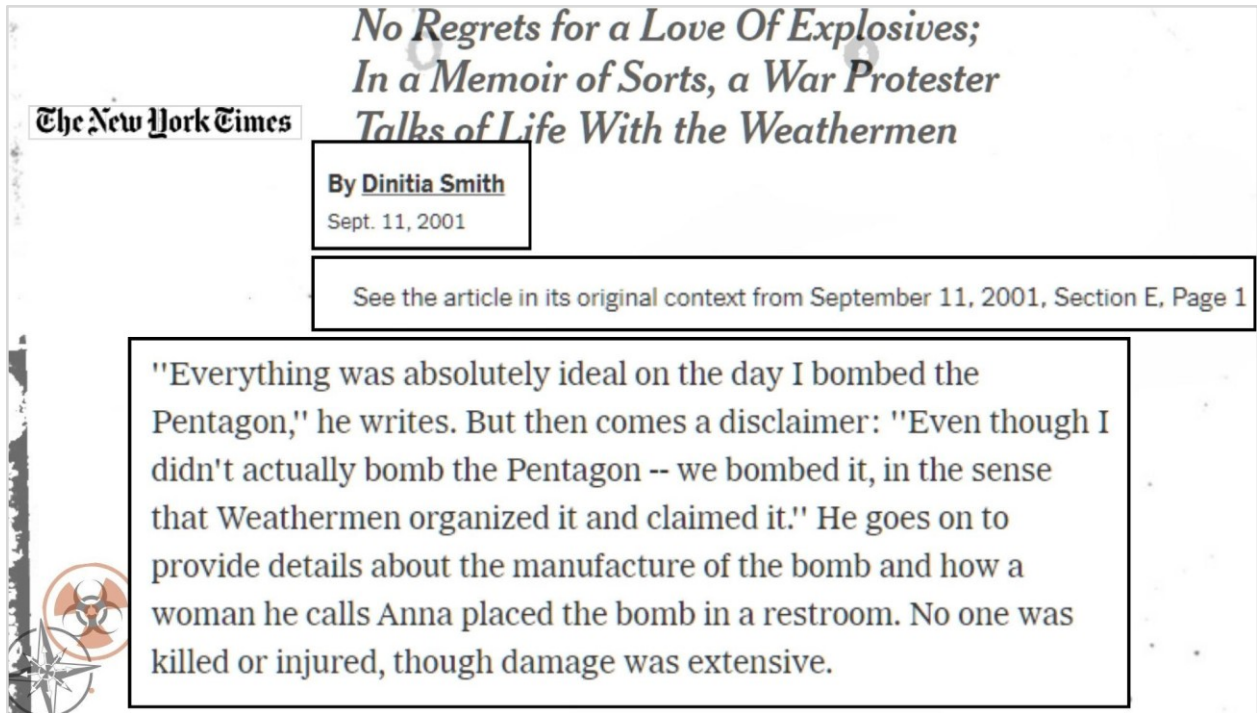 No Regrets for a Love Of Explosives;
In a Memoir of Sorts, a War Protester
The New York Times
Talks of Life With the Weathermen
By Dinitia Smith
Sept. 11, 2001
See the article in its original context from September 11, 2001, Section E, Page 1
''Everything was absolutely ideal on the day I bombed the
Pentagon,'' he writes. But then comes a disclaimer: ''Even though I
didn't actually bomb the Pentagon -- we bombed it, in the sense
that Weathermen organized it and claimed it.'' He goes on to
provide details about the manufacture of the bomb and how a
woman he calls Anna placed the bomb in a restroom. No one was
killed or injured, though damage was extensive.